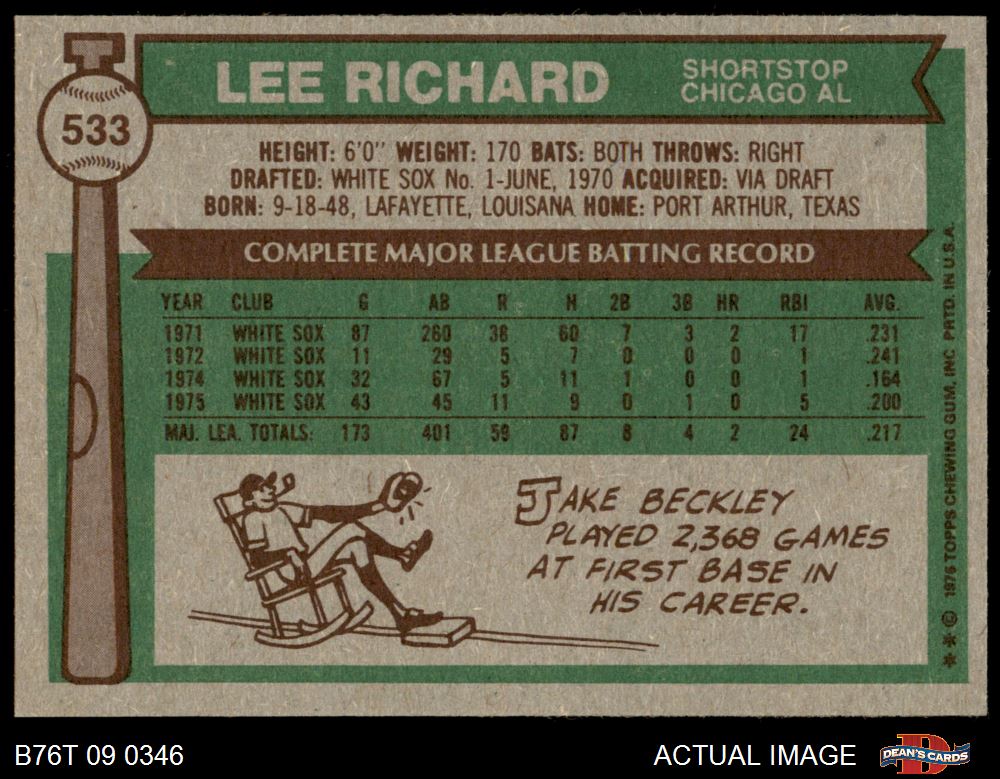 533
LEE RICHARD
SHORTSTOP
CHICAGO AL
HEIGHT: 6'0" WEIGHT: 170 BATS: BOTH THROWS: RIGHT
DRAFTED: WHITE SOX No. 1-JUNE, 1970 ACQUIRED: VIA DRAFT
BORN: 9-18-48, LAFAYETTE, LOUISANA HOME: PORT ARTHUR, TEXAS
COMPLETE MAJOR LEAGUE BATTING RECORD
YEAR CLUB G AB R H 2B 3B HR RBI AVG.
1971 WHITE SOX 87 260 38 60 7 3 2 17 .231
1972 WHITE SOX 11 29 5 7 0 0 0 1 .241
1974 WHITE SOX 32 67 5 11 1 0 0 1 .164
1975 WHITE SOX 43 45 11 9 0 1 0 5 .200
MAJ. LEA. TOTALS: 173 401 59 87 8 4 2 24 .217
JAKE BECKLEY
PLAYED 2,368 GAMES
AT FIRST BASE IN
HIS CAREER.
** © 1976 TOPPS CHEWING GUM, INC PRTD. IN U.S.A.
B76T 09 0346
ACTUAL IMAGE
DEAN'S CARDS